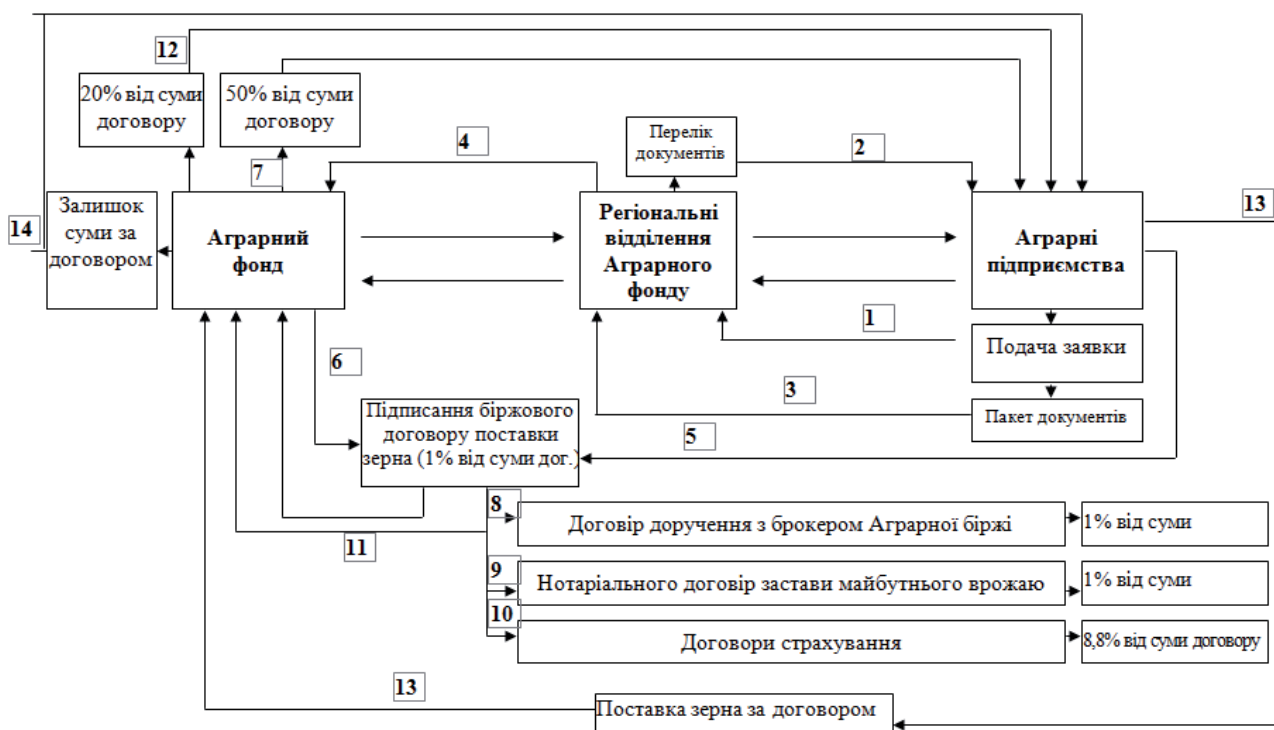 12
20% від суми
договору
50% від суми
договору
7
4
Перелік
документів
2
14
Залишок
суми за
договором
Аграрний
фонд
Регіональні
відділення
Аграрного
фонду
Аграрні
підприємства
13
1
Подача заявки
6
3
Пакет документів
Підписання біржового
договору поставки
зерна (1% від суми дог.)
5
8
Договір доручення з брокером Аграрної біржі
1% від суми
11
9
Нотаріального договір застави майбутнього врожаю
1% від суми
10
Договори страхування
8,8% від суми договору
13
Поставка зерна за договором